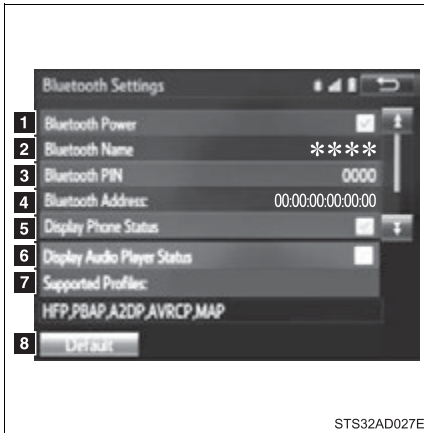 Bluetooth Settings
1 Bluetooth Power
2 Bluetooth Name ****
3 Bluetooth PIN 0000
4 Bluetooth Address: 00:00:00:00:00:00
5 Display Phone Status
6 Display Audio Player Status
7 Supported Profiles:
HFP,PBAP,A2DP,AVRCP,MAP
8 Default
STS32AD027E